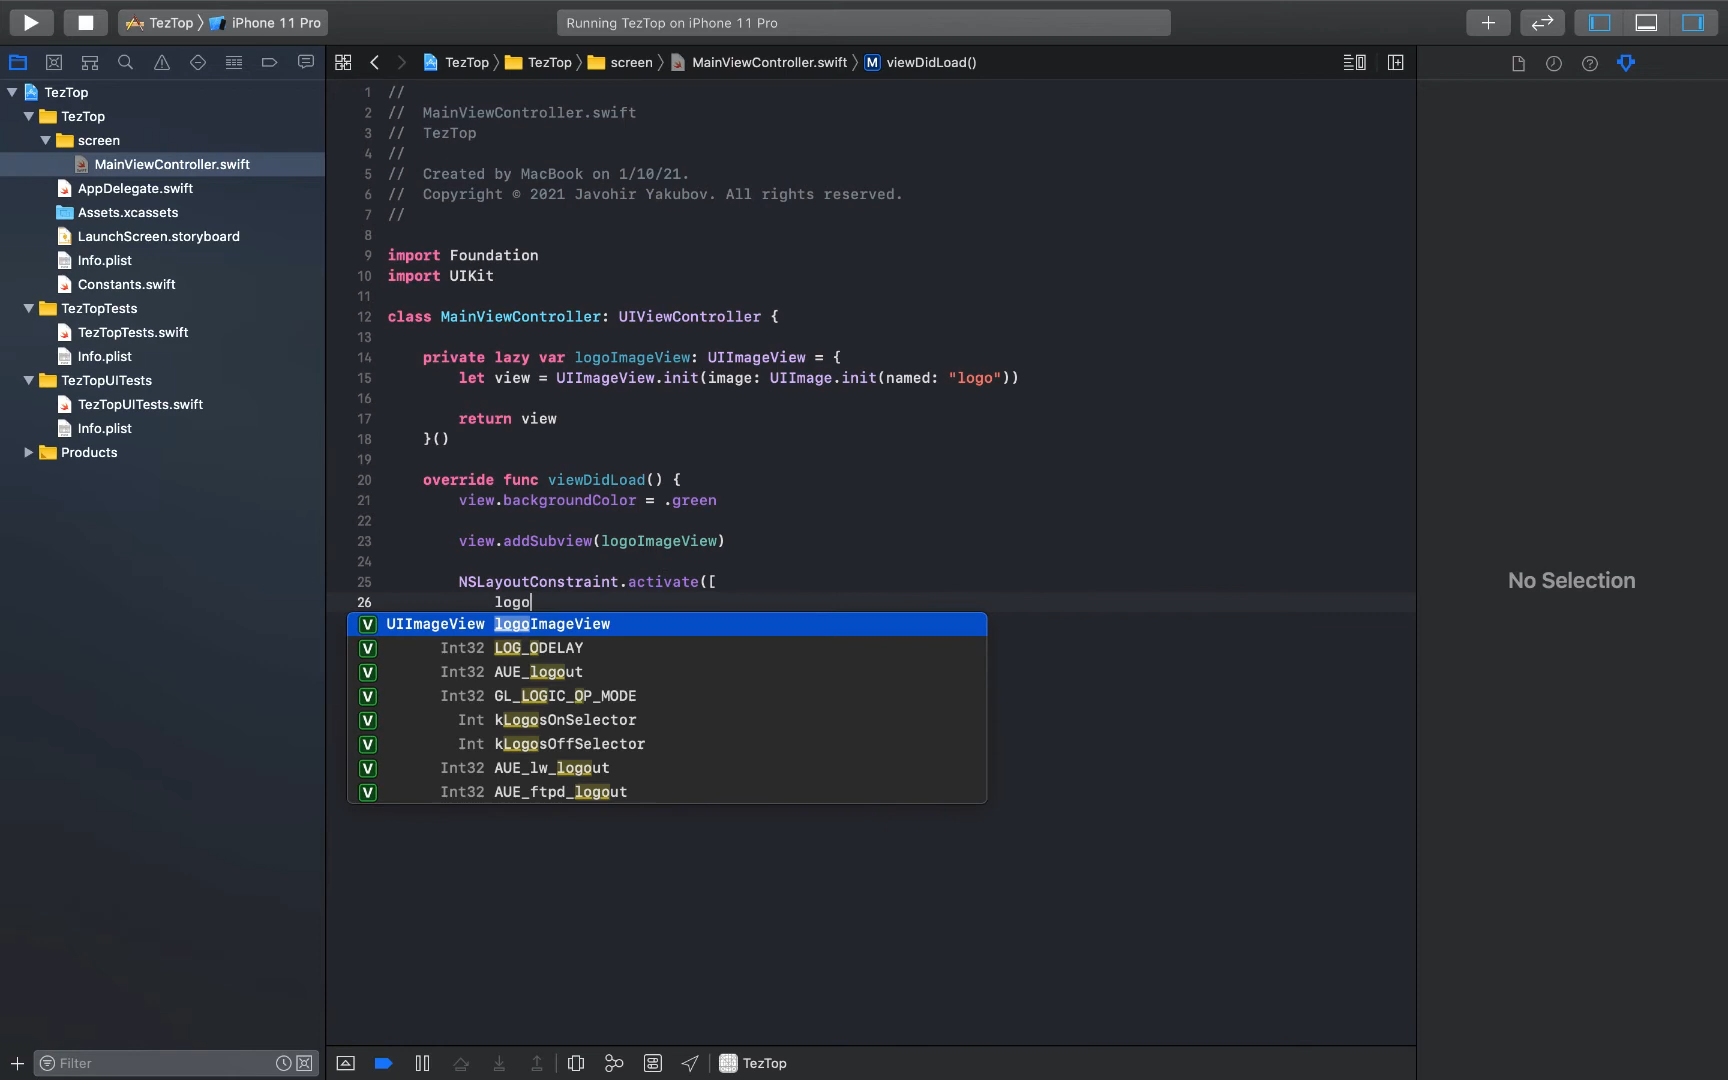 TezTop
iPhone 11 Pro
Running TezTop on iPhone 11 Pro
TezTop
TezTop
screen
MainViewController.swift
M
viewDidLoad()
TezTop
TezTop
screen
MainViewController.swift
AppDelegate.swift
Assets.xcassets
LaunchScreen.storyboard
Info.plist
Constants.swift
TezTopTests
TezTopTests.swift
Info.plist
TezTopUITests
TezTopUITests.swift
Info.plist
Products
1 //
2 // MainViewController.swift
3 // TezTop
4 //
5 // Created by MacBook on 1/10/21.
6 // Copyright © 2021 Javohir Yakubov. All rights reserved.
7 //
8
9 import Foundation
10 import UIKit
11
12 class MainViewController: UIViewController {
13
14 private lazy var logoImageView: UIImageView = {
15 let view = UIImageView.init(image: UIImage.init(named: "logo"))
16
17 return view
18 }()
19
20 override func viewDidLoad() {
21 view.backgroundColor = .green
22
23 view.addSubview(logoImageView)
24
25 NSLayoutConstraint.activate([
26 logo
V UIImageView logoImageView
V Int32 LOG_ODELAY
V Int32 AUE_logout
V Int32 GL_LOGIC_OP_MODE
V Int kLogosOnSelector
V Int kLogosOffSelector
V Int32 AUE_lw_logout
V Int32 AUE_ftpd_logout
No Selection
Filter
TezTop